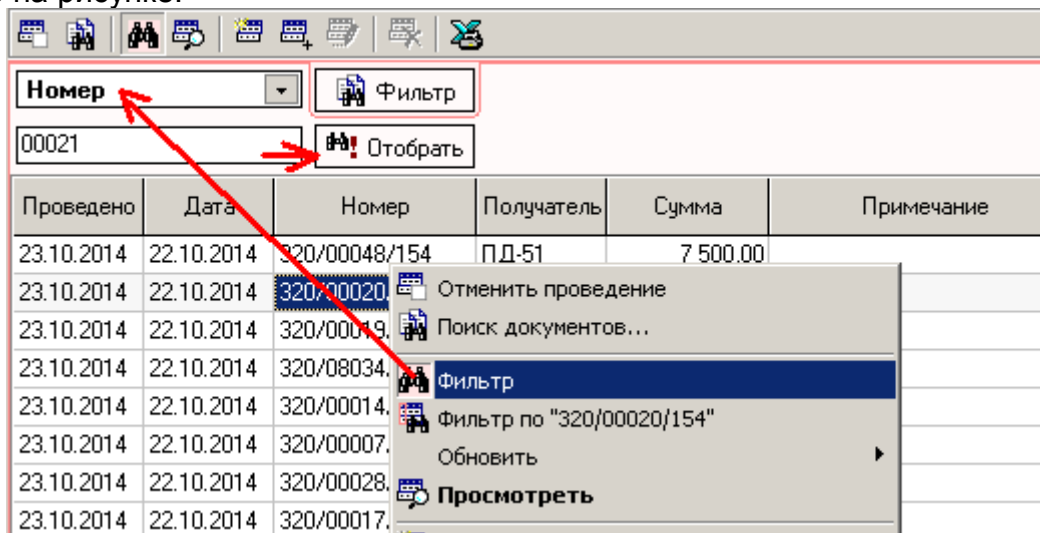 на рисунке.
Номер Фильтр
00021 Отобрать
Проведено Дата Номер Получатель Сумма Примечание
23.10.2014 22.10.2014 320/00048/154 ПД-51 7 500.00
23.10.2014 22.10.2014 320/00020. Отменить проведение
23.10.2014 22.10.2014 320/00019. Поиск документов...
23.10.2014 22.10.2014 320/08034. Фильтр
23.10.2014 22.10.2014 320/00014. Фильтр по "320/00020/154"
23.10.2014 22.10.2014 320/00007. Обновить
23.10.2014 22.10.2014 320/00028. Просмотреть
23.10.2014 22.10.2014 320/00017.